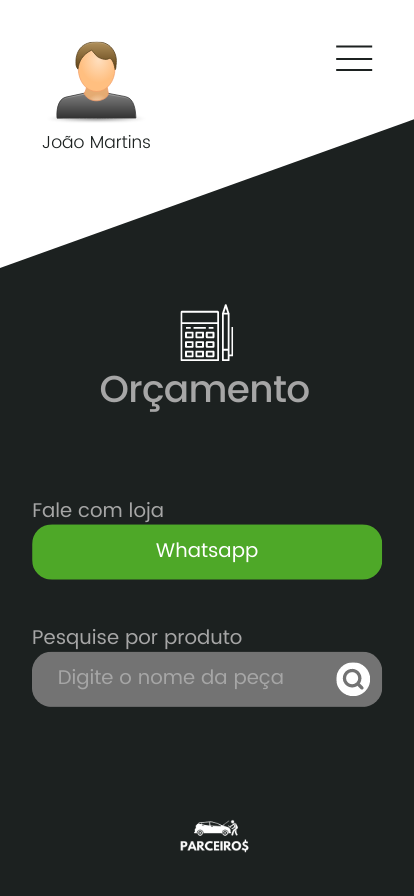 João Martins
Orçamento
Fale com loja
Whatsapp
Pesquise por produto
Digite o nome da peça
PARCEIRO$